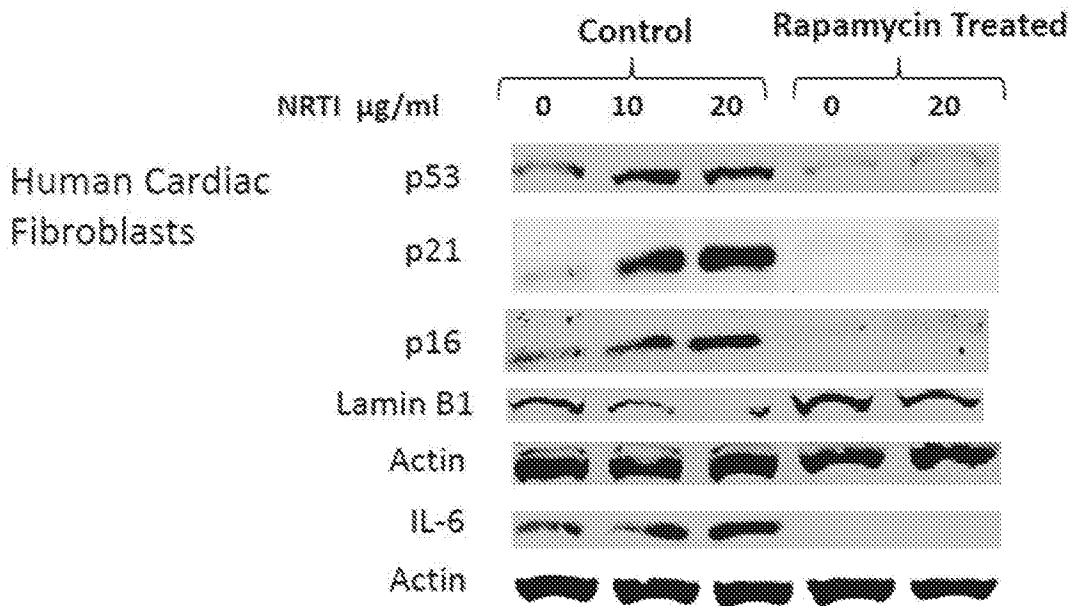 Control Rapamycin Treated
NRTI µg/ml 0 10 20 0 20
Human Cardiac
Fibroblasts
p53
p21
p16
Lamin B1
Actin
IL-6
Actin